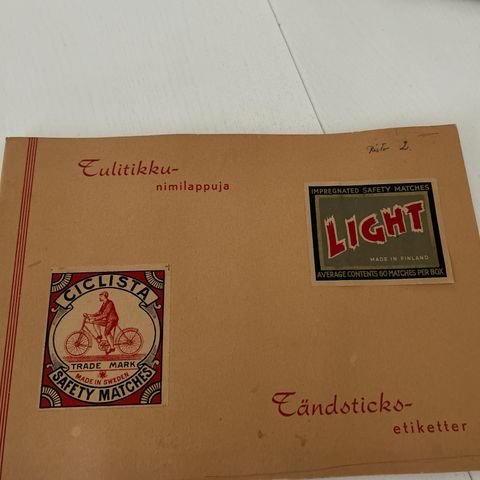 Tulitikku-
nimilappuja
2.
IMPREGNATED SAFETY MATCHES
LIGHT
MADE IN FINLAND
AVERAGE CONTENTS 60 MATCHES PER BOX
CICLISTA
TRADE MARK
MADE IN SWEDEN
SAFETY MATCHES
Tändsticks-
etiketter